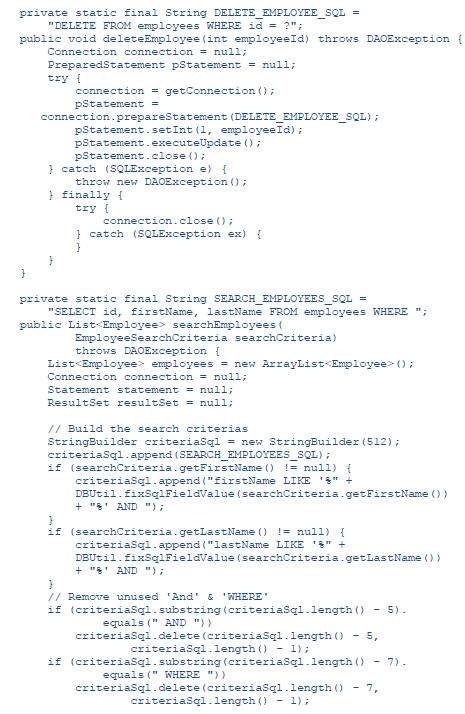 private static final String DELETE_EMPLOYEE_SQL =
"DELETE FROM employees WHERE id = ?";
public void deleteEmployee(int employeeId) throws DAOException {
Connection connection = null;
PreparedStatement pStatement = null;
try {
connection = getConnection();
pStatement =
connection.prepareStatement(DELETE_EMPLOYEE_SQL);
pStatement.setInt(1, employeeId);
pStatement.executeUpdate();
pStatement.close();
} catch (SQLException e) {
throw new DAOException();
} finally {
try {
connection.close();
} catch (SQLException ex) {
}
}
}
private static final String SEARCH_EMPLOYEES_SQL =
"SELECT id, firstName, lastName FROM employees WHERE ";
public List<Employee> searchEmployees(
EmployeeSearchCriteria searchCriteria)
throws DAOException {
List<Employee> employees = new ArrayList<Employee>();
Connection connection = null;
Statement statement = null;
ResultSet resultSet = null;
// Build the search criterias
StringBuilder criteriaSql = new StringBuilder(512);
criteriaSql.append(SEARCH_EMPLOYEES_SQL);
if (searchCriteria.getFirstName() != null) {
criteriaSql.append("firstName LIKE '%" +
DBUtil.fixSqlFieldValue(searchCriteria.getFirstName())
+ "%' AND ");
}
if (searchCriteria.getLastName() != null) {
criteriaSql.append("lastName LIKE '%" +
DBUtil.fixSqlFieldValue(searchCriteria.getLastName())
+ "%' AND ");
}
// Remove unused 'And' & 'WHERE'
if (criteriaSql.substring(criteriaSql.length() - 5).
equals(" AND "))
criteriaSql.delete(criteriaSql.length() - 5,
criteriaSql.length() - 1);
if (criteriaSql.substring(criteriaSql.length() - 7).
equals(" WHERE "))
criteriaSql.delete(criteriaSql.length() - 7,
criteriaSql.length() - 1);